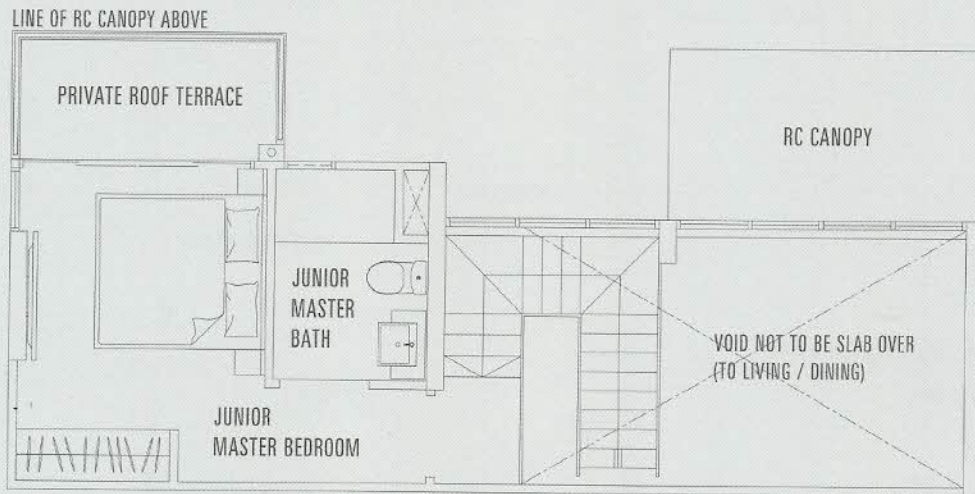 LINE OF RC CANOPY ABOVE
PRIVATE ROOF TERRACE
RC CANOPY
JUNIOR
MASTER
BATH
VOID NOT TO BE SLAB OVER
(TO LIVING / DINING)
JUNIOR
MASTER BEDROOM